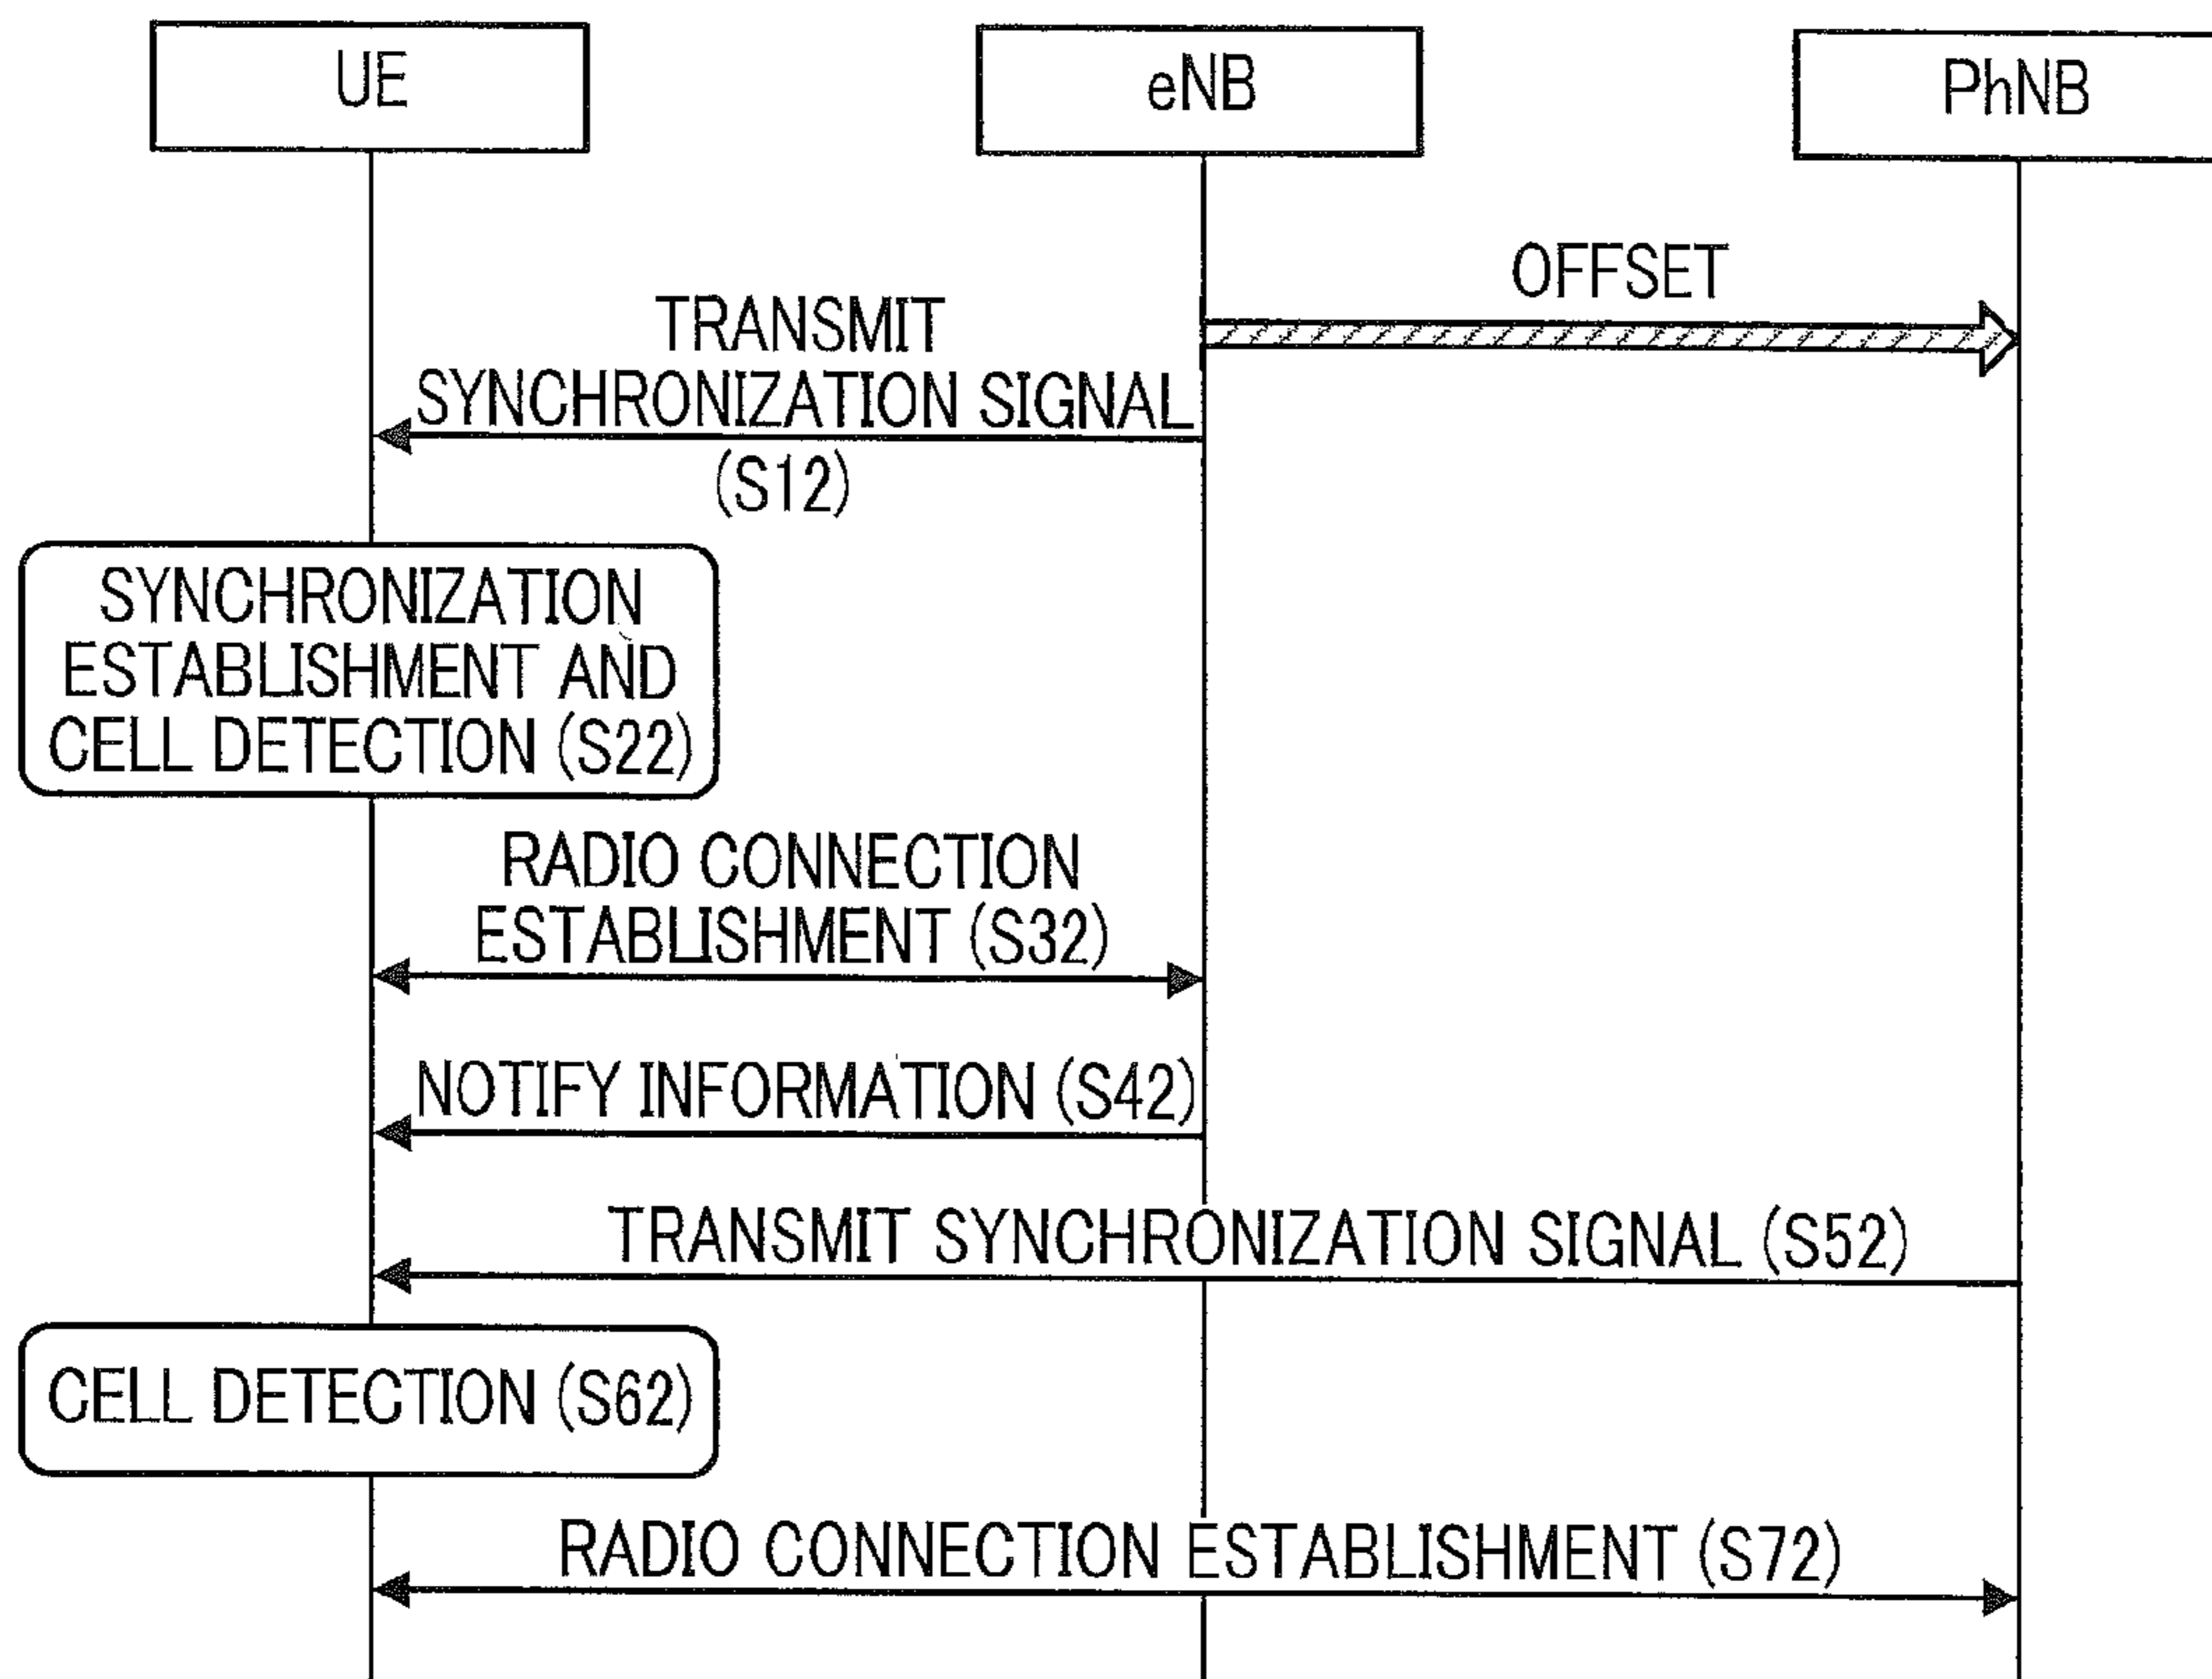 UE
eNB
PhNB
OFFSET
TRANSMIT
SYNCHRONIZATION SIGNAL
(S12)
SYNCHRONIZATION
ESTABLISHMENT AND
CELL DETECTION (S22)
RADIO CONNECTION
ESTABLISHMENT (S32)
NOTIFY INFORMATION (S42)
TRANSMIT SYNCHRONIZATION SIGNAL (S52)
CELL DETECTION (S62)
RADIO CONNECTION ESTABLISHMENT (S72)